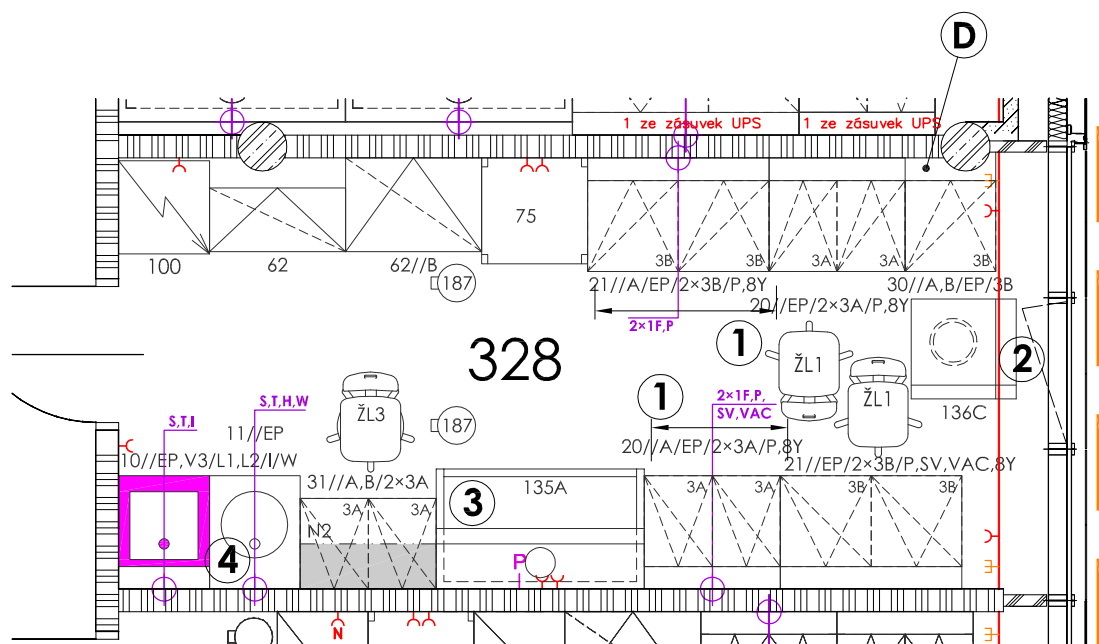 D
1 ze zásuvek UPS
1 ze zásuvek UPS
75
3B
3B
3A
3A
3B
100
62
62//B
187
21//A/EP/2×3B/P,8Y
30//A,B/EP/3B
20//EP/2×3A/P,8Y
2×1F,P
1
2
328
ŽL1
ŽL1
136C
ŽL3
187
1
2×1F,P,
SV,VAC
S,T,I
S,T,H,W
11//EP
10//EP,V3/L1,L2/I/W
20//A/EP/2×3A/P,8Y
21//EP/2×3B/P,SV,VAC,8Y
31//A,B/2×3A
135A
3
3A
3A
3A
3A
3B
3B
N2
4
P
N